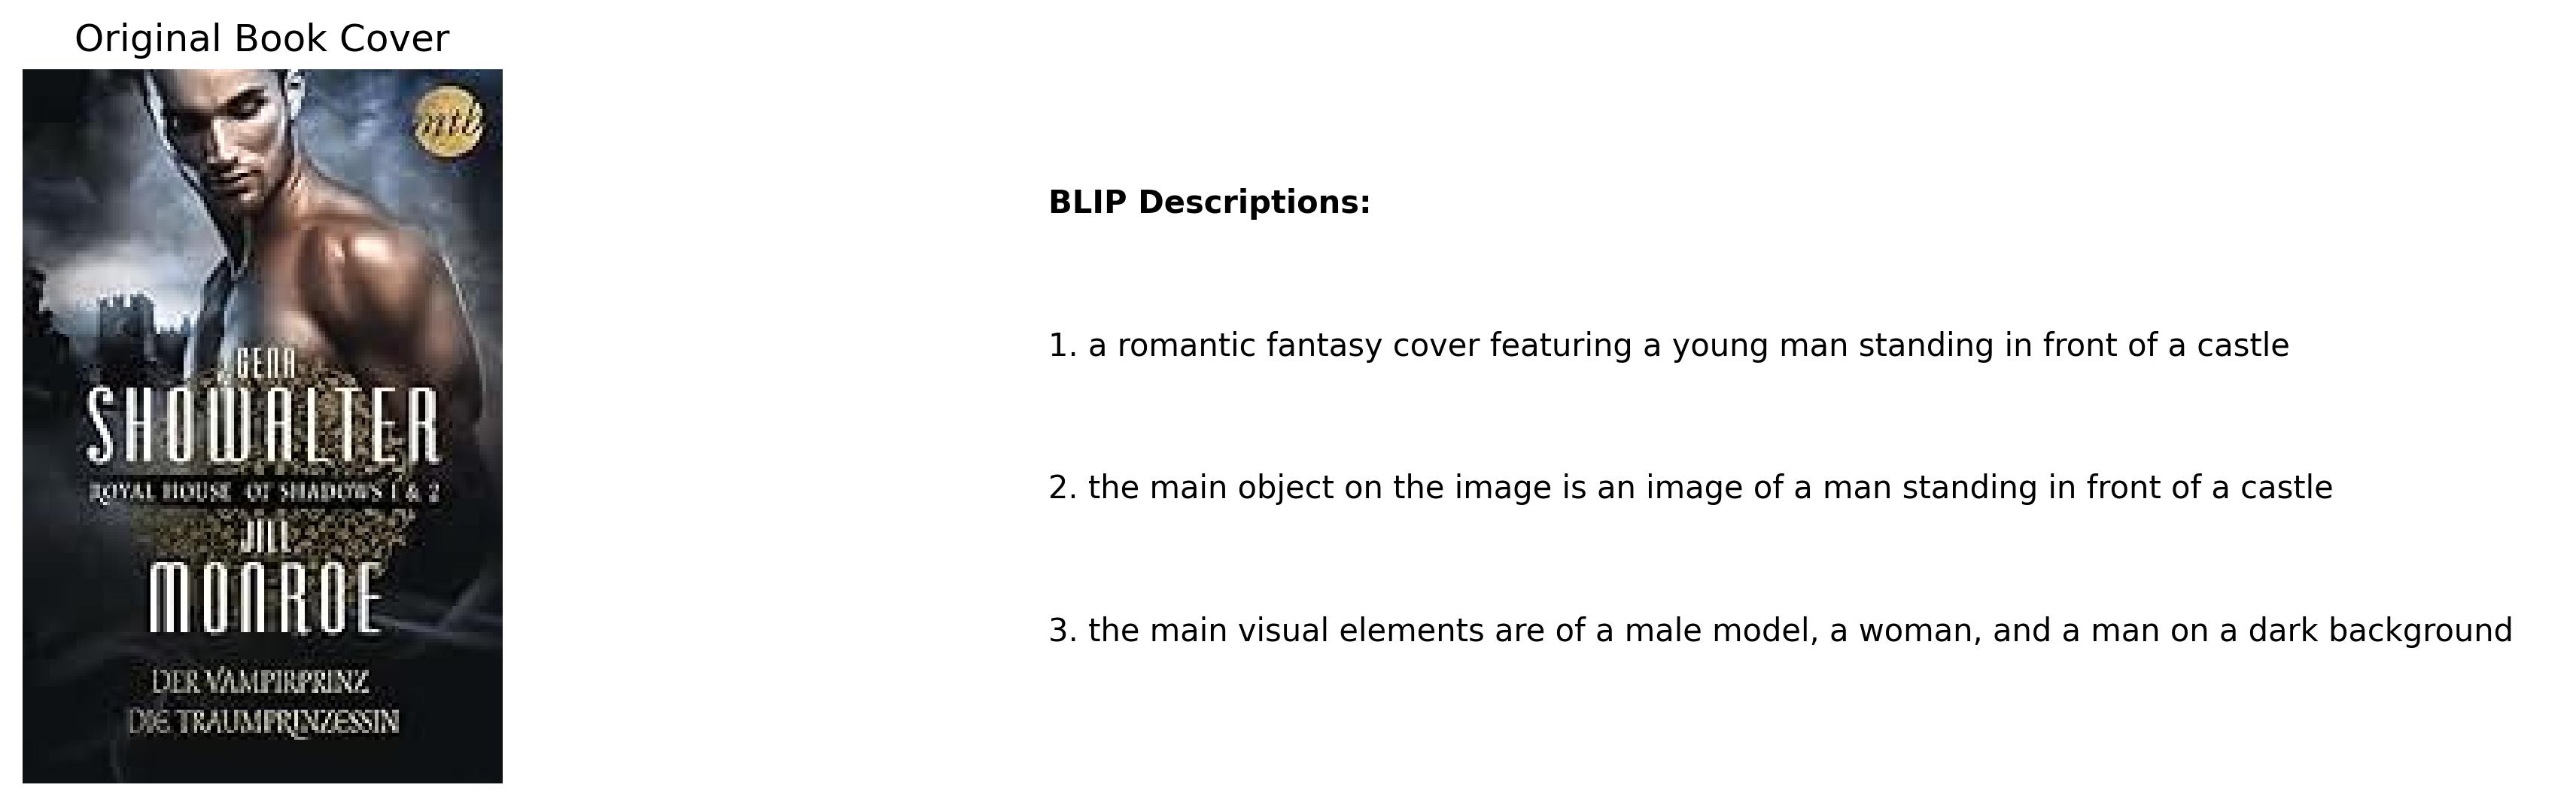 Original Book Cover
mtb
GENA
SHOWALTER
ROYAL HOUSE OF SHADOWS 1 & 2
JILL
MONROE
DER VAMPIRPRINZ
DIE TRAUMPRINZESSIN
BLIP Descriptions:
1. a romantic fantasy cover featuring a young man standing in front of a castle
2. the main object on the image is an image of a man standing in front of a castle
3. the main visual elements are of a male model, a woman, and a man on a dark background